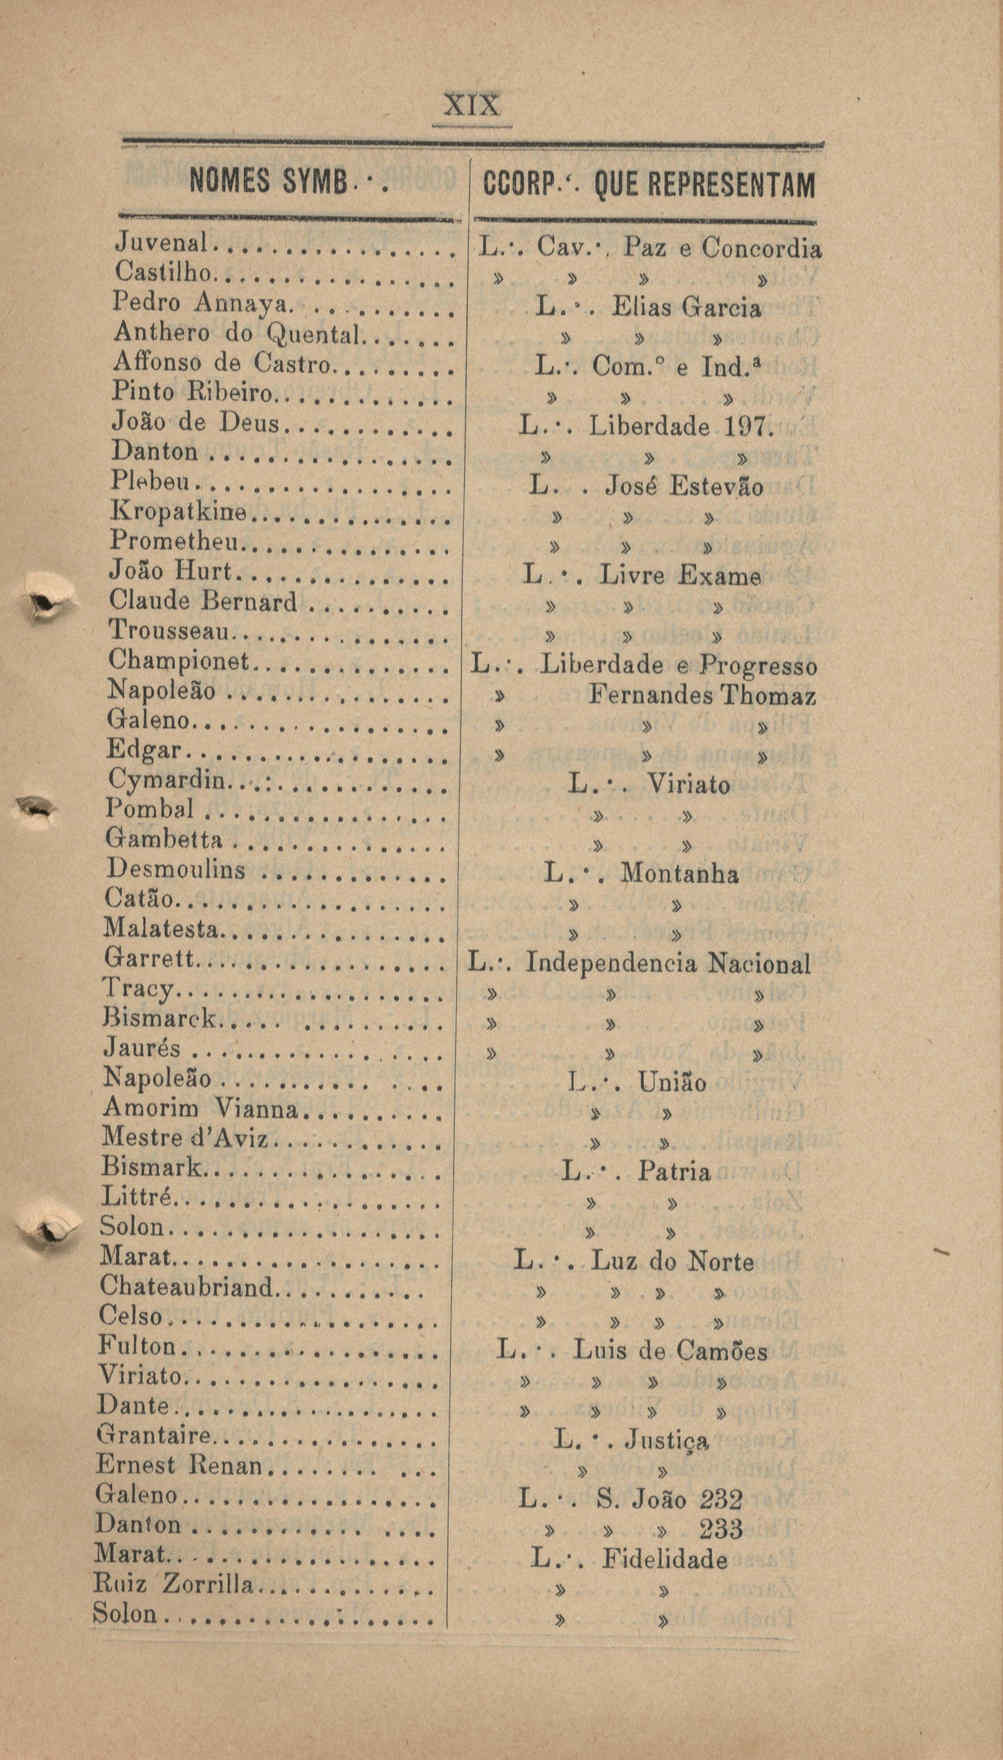 XIX
NOMES SYMB.∴ CCORP.∴ QUE REPRESENTAM
Juvenal................. L.∴ Cav.∴ Paz e Concordia
Castilho................. » » » »
Pedro Annaya............ L.∴ Elias Garcia
Anthero do Quental....... » » »
Affonso de Castro......... L.∴ Com.º e Ind.ª
Pinto Ribeiro............. » » »
João de Deus............ L.∴ Liberdade 197.
Danton ................. » » »
Plebeu.................. L. . José Estevão
Kropatkine.............. » » »
Prometheu............... » » »
João Hurt............... L.∴ Livre Exame
Claude Bernard .......... » » »
Trousseau............... » » »
Championet.............. L.∴ Liberdade e Progresso
Napoleão ................ » Fernandes Thomaz
Galeno.................. » » »
Edgar................... » » »
Cymardin................ L.∴ Viriato
Pombal ................. » »
Gambetta ............... » »
Desmoulins ............. L.∴ Montanha
Catão................... » »
Malatesta................ » »
Garrett.................. L.∴ Independencia Nacional
Tracy................... » » »
Bismarck..... .......... » » »
Jaurés .................. » » »
Napoleão ........... .... L.∴ União
Amorim Vianna.......... » »
Mestre d'Aviz............ » »
Bismark................. L.∴ Patria
Littré................... » »
Solon................... » »
Marat................... L.∴ Luz do Norte
Chateaubriand........... » » » »
Celso................... » » » »
Fulton.................. L.∴ Luis de Camões
Viriato.................. » » » »
Dante................... » » » »
Grantaire................ L.∴ Justiça
Ernest Renan........ ... » »
Galeno.................. L.∴ S. João 232
Danton ............ .... » » » 233
Marat................... L.∴ Fidelidade
Ruiz Zorrilla............. » »
Solon................... » »